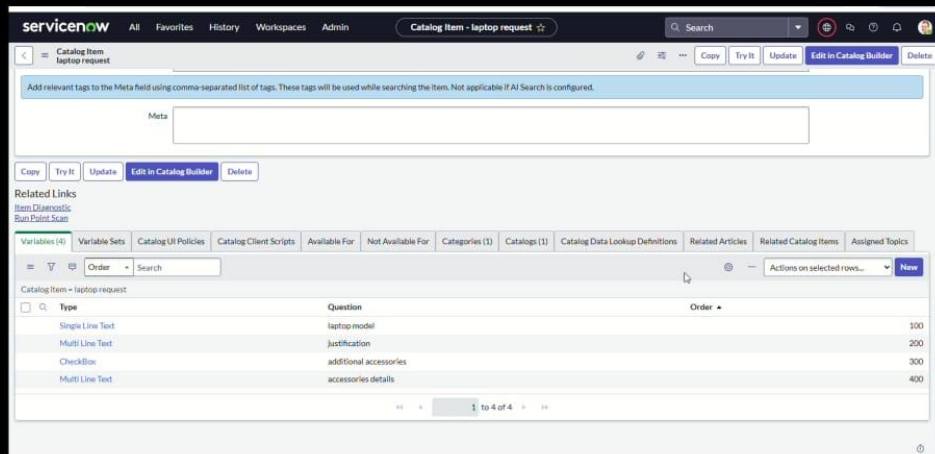 servicenow All Favorites History Workspaces Admin Catalog Item - laptop request Search
Catalog Item
laptop request
Copy Try It Update Edit in Catalog Builder Delete
Add relevant tags to the Meta field using comma-separated list of tags. These tags will be used while searching the item. Not applicable if AI Search is configured.
Meta
Copy Try It Update Edit in Catalog Builder Delete
Related Links
Item Diagnostic
Run Point Scan
Variables (4) Variable Sets Catalog UI Policies Catalog Client Scripts Available For Not Available For Categories (1) Catalogs (1) Catalog Data Lookup Definitions Related Articles Related Catalog Items Assigned Topics
Order Search Actions on selected rows... New
Catalog item = laptop request
Type Question Order
Single Line Text laptop model 100
Multi Line Text justification 200
CheckBox additional accessories 300
Multi Line Text accessories details 400
1 to 4 of 4